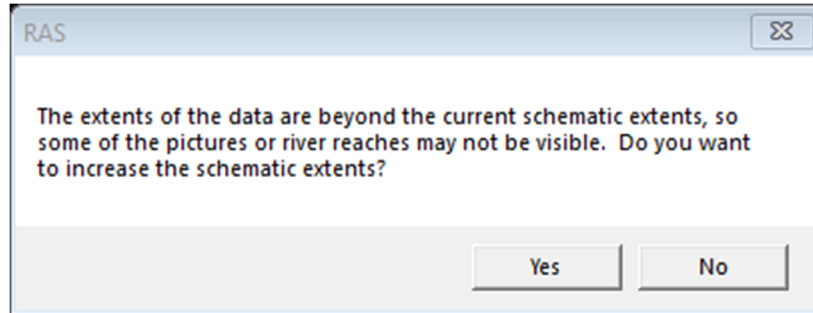 RAS
The extents of the data are beyond the current schematic extents, so
some of the pictures or river reaches may not be visible.  Do you want
to increase the schematic extents?
Yes No